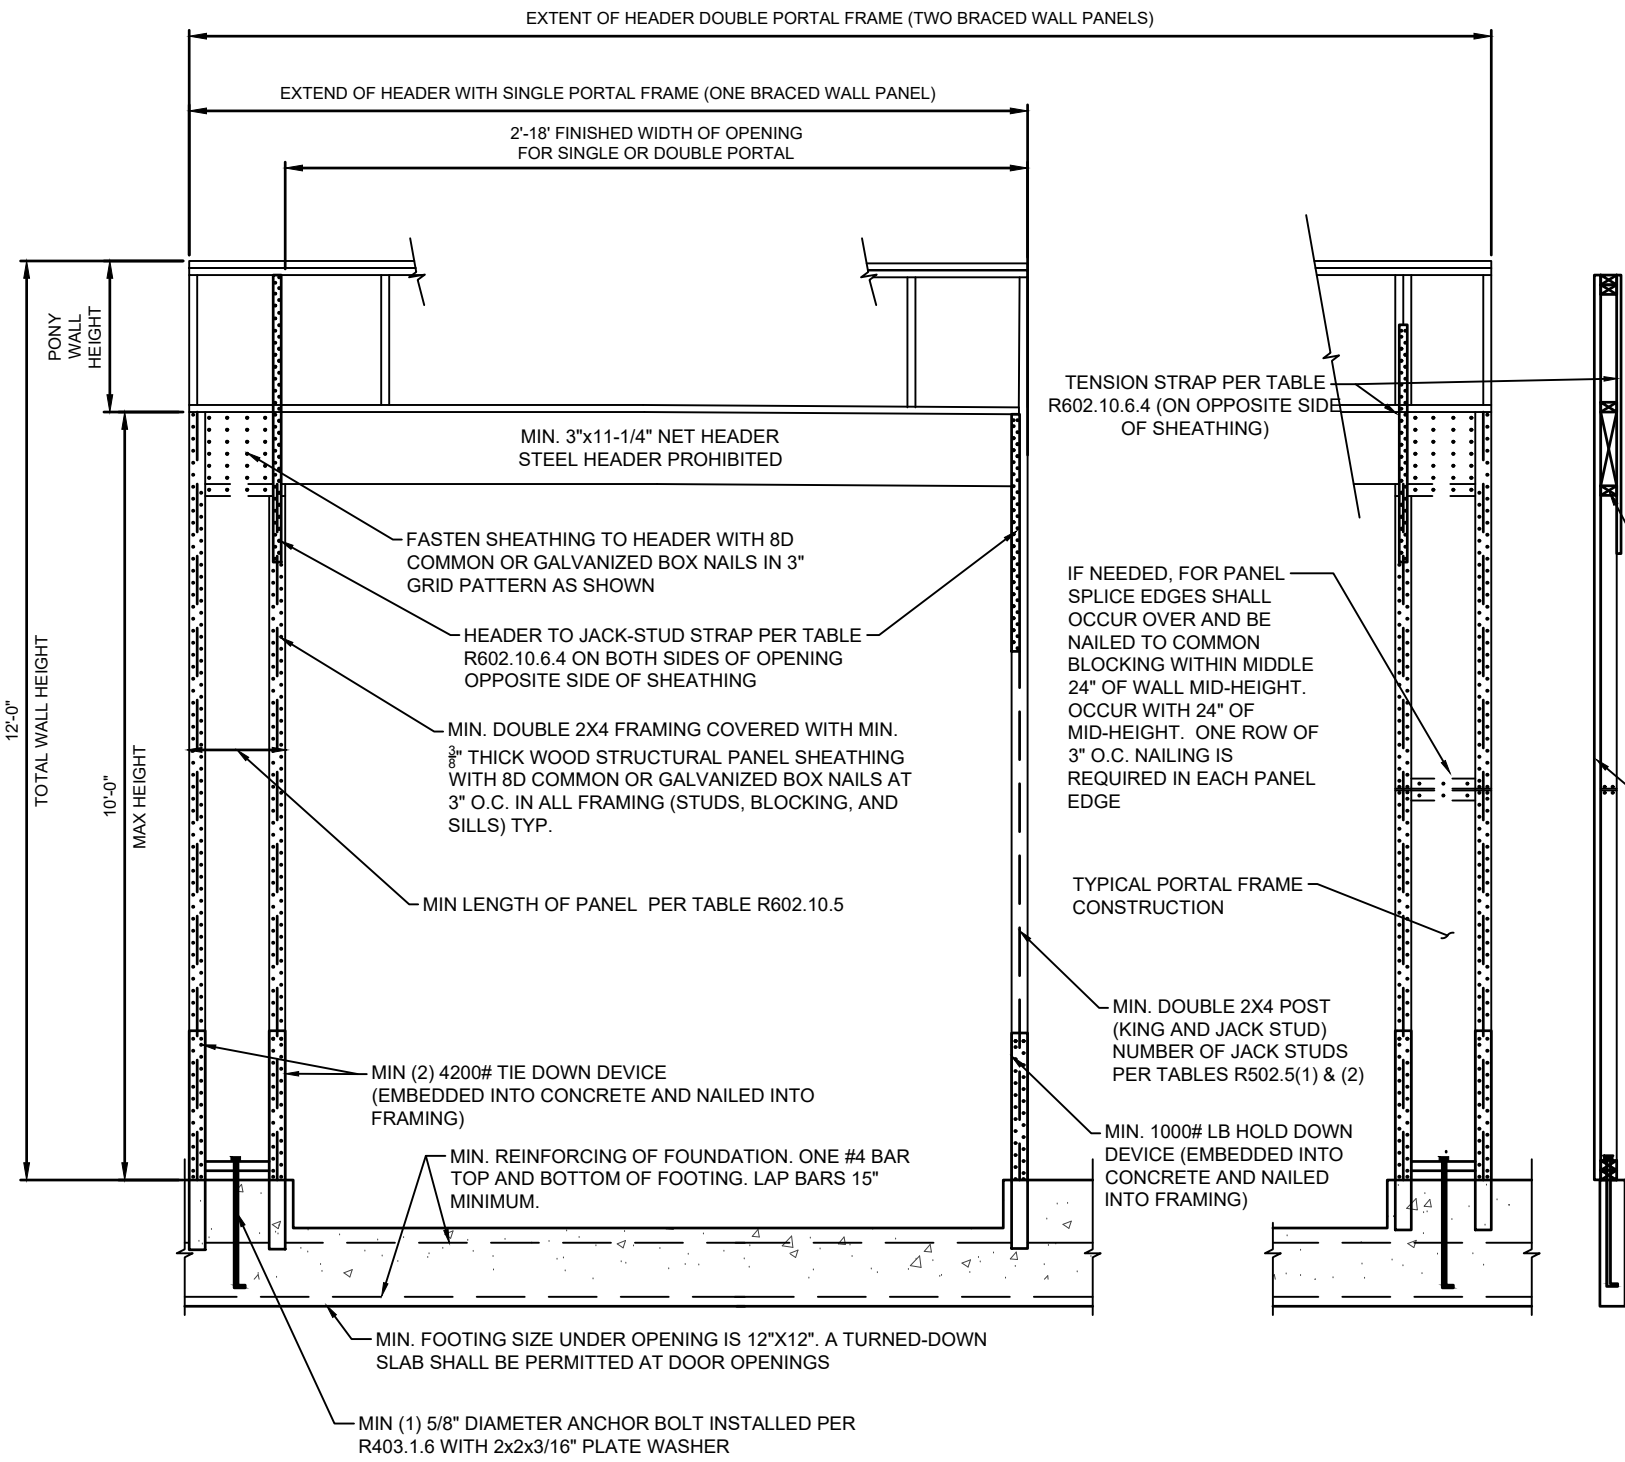 EXTENT OF HEADER DOUBLE PORTAL FRAME (TWO BRACED WALL PANELS)
EXTEND OF HEADER WITH SINGLE PORTAL FRAME (ONE BRACED WALL PANEL)
2'-18' FINISHED WIDTH OF OPENING
FOR SINGLE OR DOUBLE PORTAL
PONY
WALL
HEIGHT
12'-0"
TOTAL WALL HEIGHT
10'-0"
MAX HEIGHT
MIN. 3"x11-1/4" NET HEADER
STEEL HEADER PROHIBITED
TENSION STRAP PER TABLE
R602.10.6.4 (ON OPPOSITE SIDE
OF SHEATHING)
FASTEN SHEATHING TO HEADER WITH 8D
COMMON OR GALVANIZED BOX NAILS IN 3"
GRID PATTERN AS SHOWN
HEADER TO JACK-STUD STRAP PER TABLE
R602.10.6.4 ON BOTH SIDES OF OPENING
OPPOSITE SIDE OF SHEATHING
MIN. DOUBLE 2X4 FRAMING COVERED WITH MIN.
3/8" THICK WOOD STRUCTURAL PANEL SHEATHING
WITH 8D COMMON OR GALVANIZED BOX NAILS AT
3" O.C. IN ALL FRAMING (STUDS, BLOCKING, AND
SILLS) TYP.
IF NEEDED, FOR PANEL
SPLICE EDGES SHALL
OCCUR OVER AND BE
NAILED TO COMMON
BLOCKING WITHIN MIDDLE
24" OF WALL MID-HEIGHT.
OCCUR WITH 24" OF
MID-HEIGHT. ONE ROW OF
3" O.C. NAILING IS
REQUIRED IN EACH PANEL
EDGE
MIN LENGTH OF PANEL PER TABLE R602.10.5
TYPICAL PORTAL FRAME
CONSTRUCTION
MIN. DOUBLE 2X4 POST
(KING AND JACK STUD)
NUMBER OF JACK STUDS
PER TABLES R502.5(1) & (2)
MIN (2) 4200# TIE DOWN DEVICE
(EMBEDDED INTO CONCRETE AND NAILED INTO
FRAMING)
MIN. 1000# LB HOLD DOWN
DEVICE (EMBEDDED INTO
CONCRETE AND NAILED
INTO FRAMING)
MIN. REINFORCING OF FOUNDATION. ONE #4 BAR
TOP AND BOTTOM OF FOOTING. LAP BARS 15"
MINIMUM.
MIN. FOOTING SIZE UNDER OPENING IS 12"X12". A TURNED-DOWN
SLAB SHALL BE PERMITTED AT DOOR OPENINGS
MIN (1) 5/8" DIAMETER ANCHOR BOLT INSTALLED PER
R403.1.6 WITH 2x2x3/16" PLATE WASHER